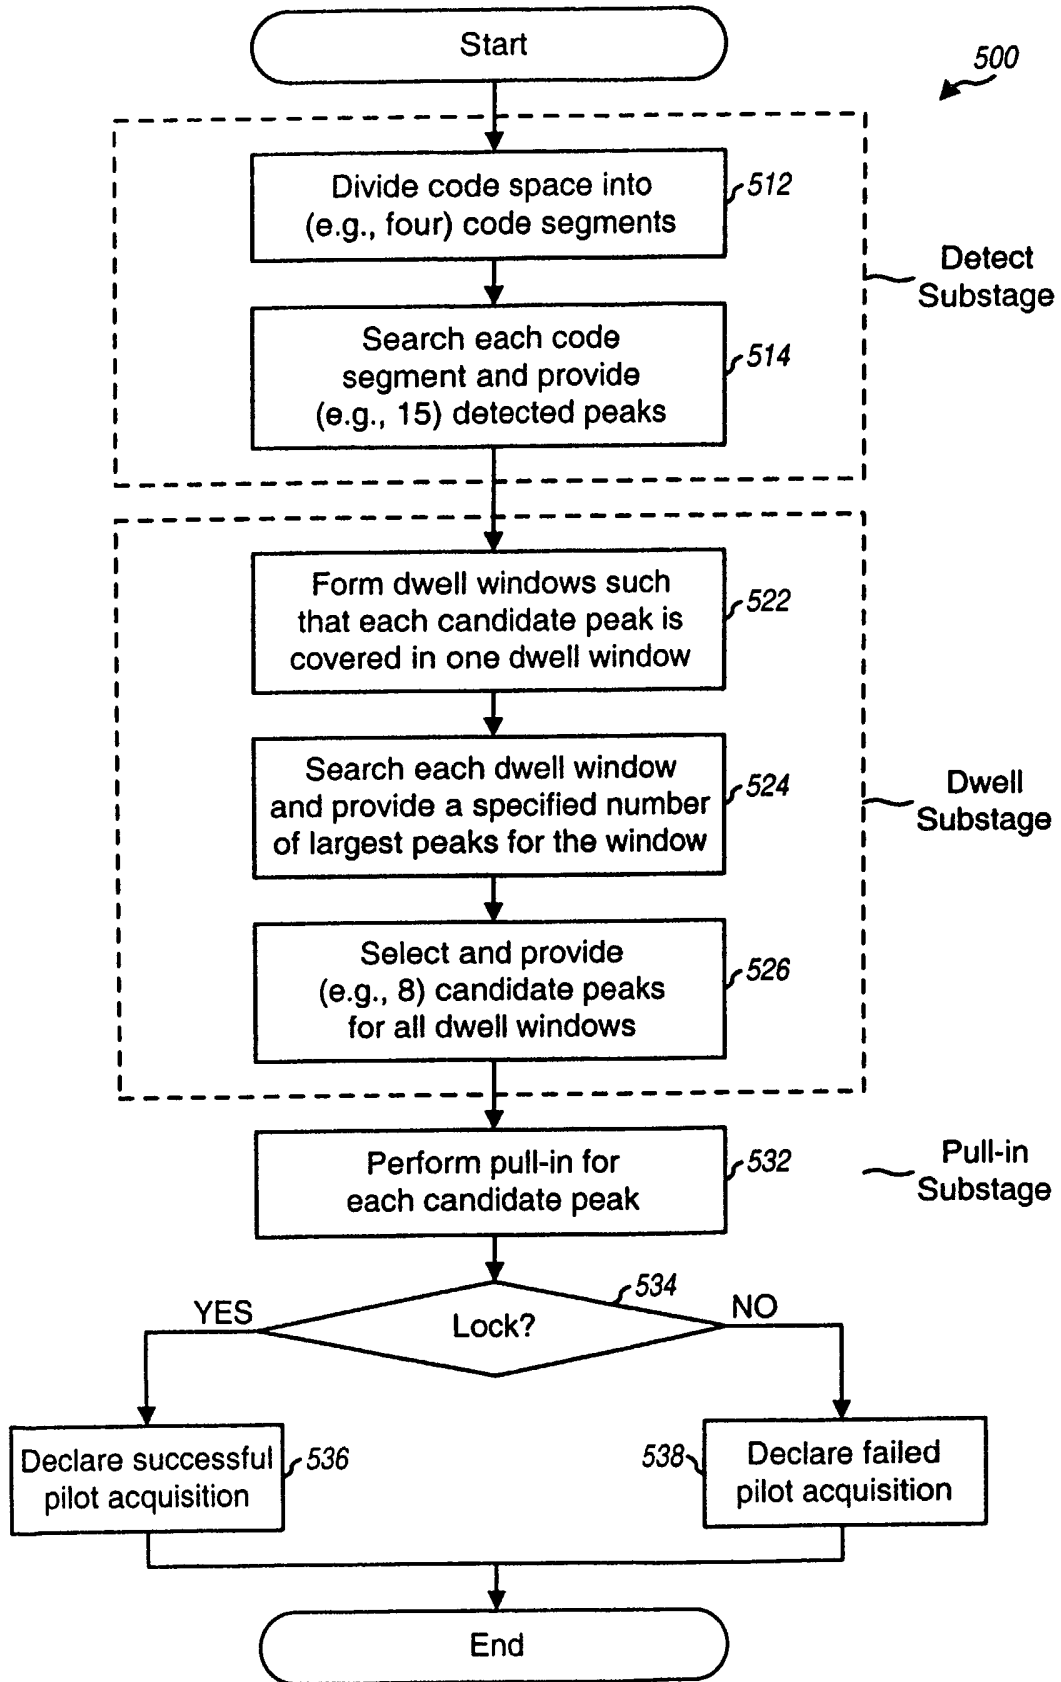 Start
500
Divide code space into
(e.g., four) code segments
512
Detect
Substage
Search each code
segment and provide
(e.g., 15) detected peaks
514
Form dwell windows such
that each candidate peak is
covered in one dwell window
522
Search each dwell window
and provide a specified number
of largest peaks for the window
524
Dwell
Substage
Select and provide
(e.g., 8) candidate peaks
for all dwell windows
526
Perform pull-in for
each candidate peak
532
Pull-in
Substage
534
YES
Lock?
NO
Declare successful
pilot acquisition
536
538
Declare failed
pilot acquisition
End